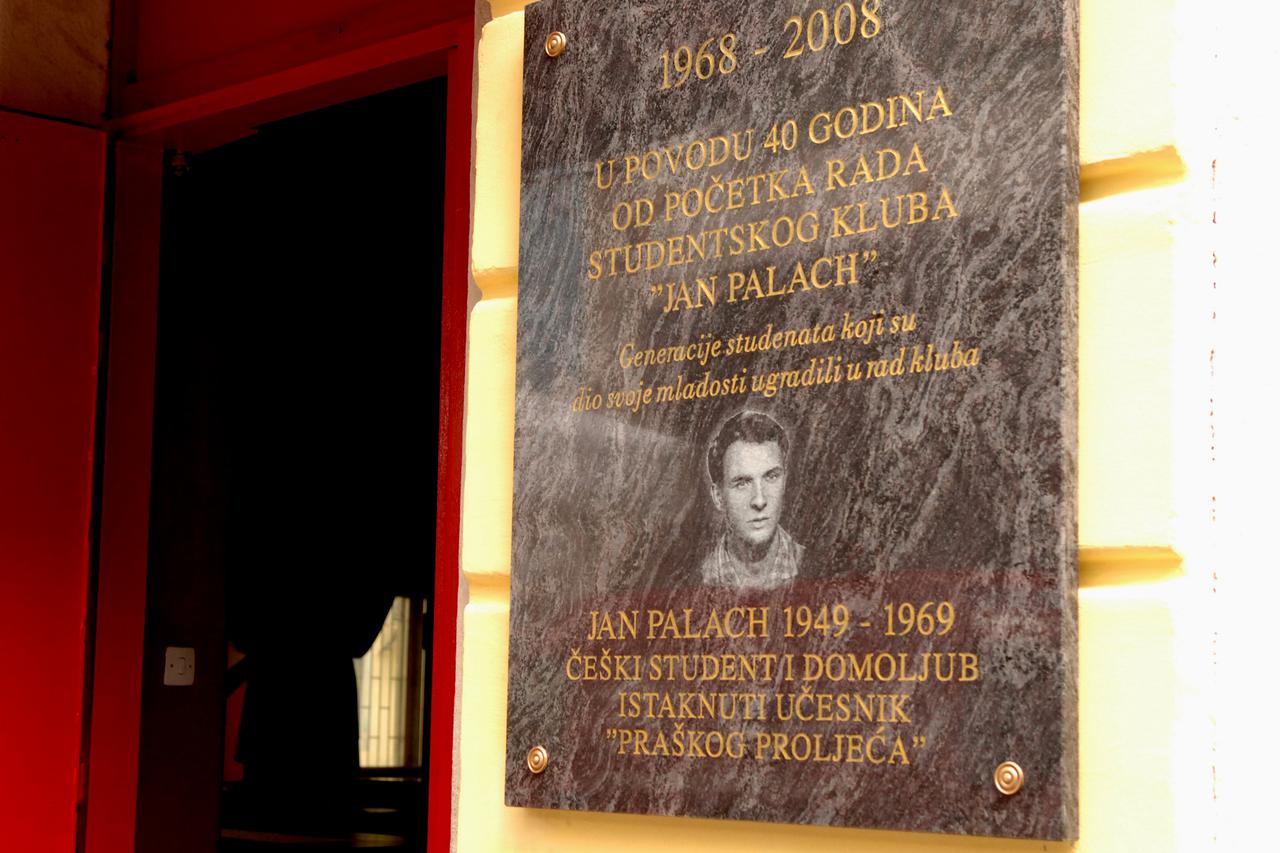 1968 - 2008
U POVODU 40 GODINA
OD POČETKA RADA
STUDENTSKOG KLUBA
”JAN PALACH”
Generacije studenata koji su
dio svoje mladosti ugradili u rad kluba
JAN PALACH 1949 - 1969
ČEŠKI STUDENT I DOMOLJUB
ISTAKNUTI UČESNIK
”PRAŠKOG PROLJEĆA”